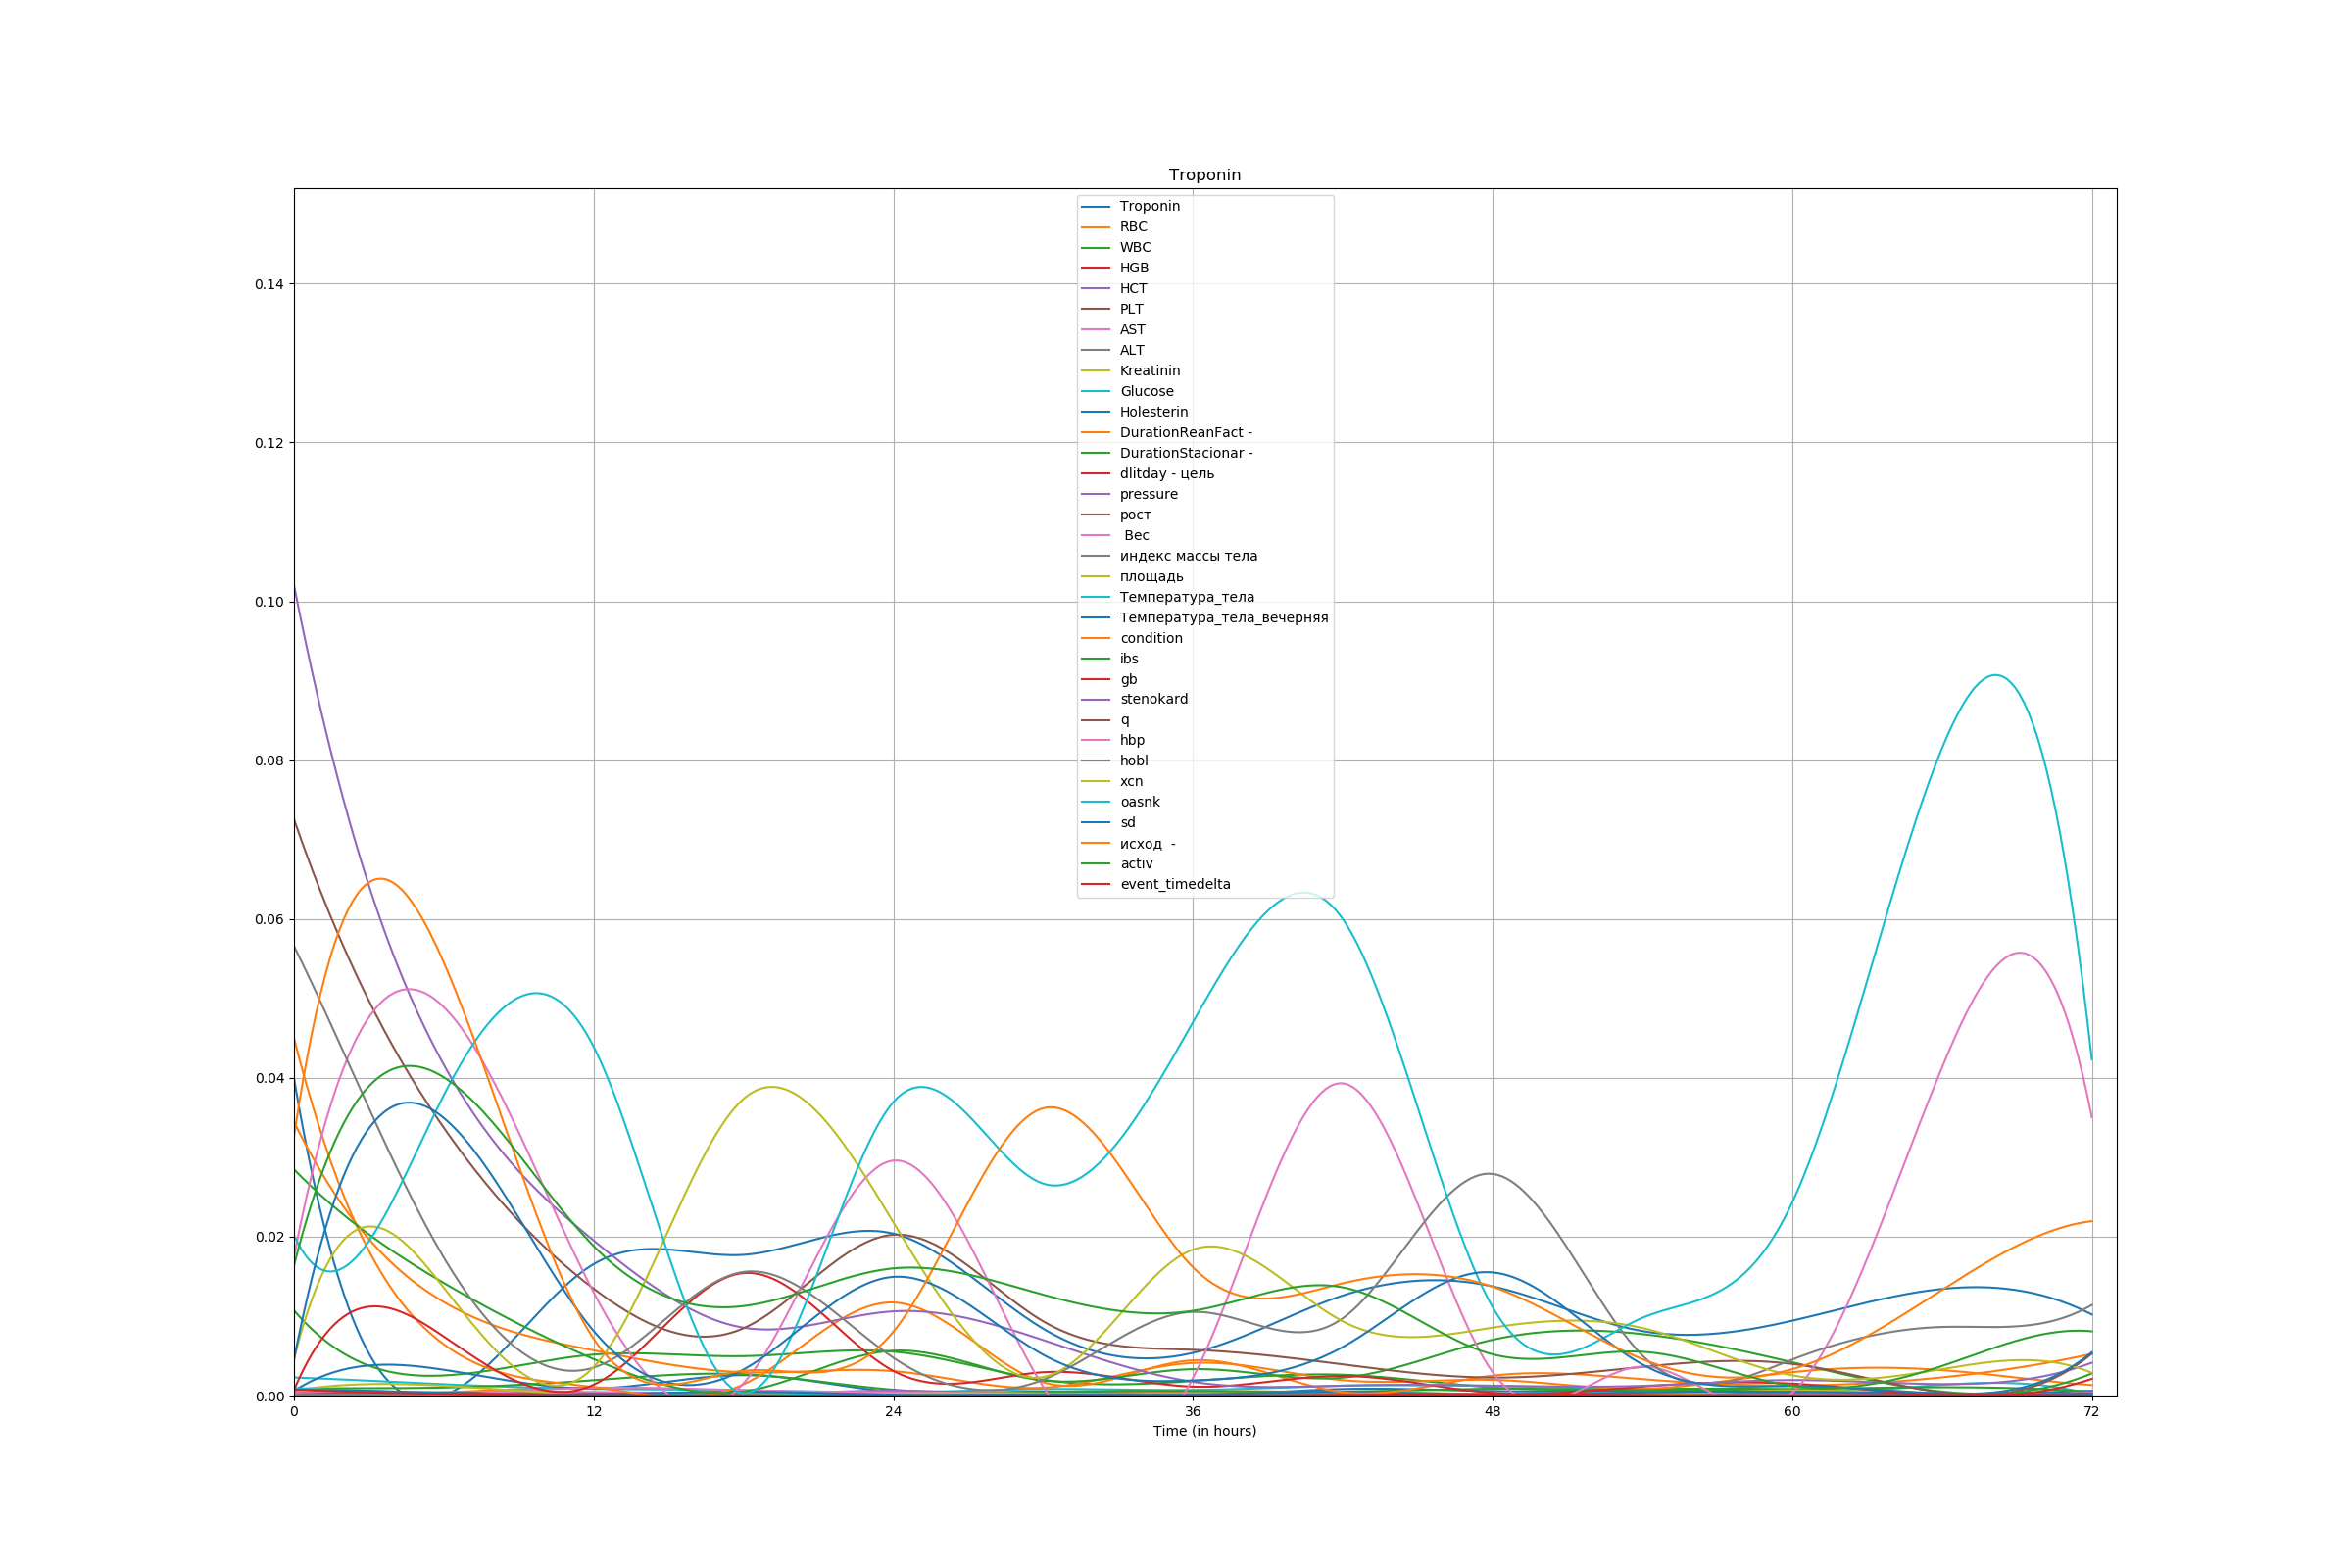 Troponin
Troponin
RBC
WBC
HGB
HCT
PLT
AST
ALT
Kreatinin
Glucose
Holesterin
DurationReanFact -
DurationStacionar -
dlitday - цель
pressure
рост
Вес
индекс массы тела
площадь
Температура_тела
Температура_тела_вечерняя
condition
ibs
gb
stenokard
q
hbp
hobl
xcn
oasnk
sd
исход  -
activ
event_timedelta
0.14
0.12
0.10
0.08
0.06
0.04
0.02
0.00
0 12 24 36 48 60 72
Time (in hours)